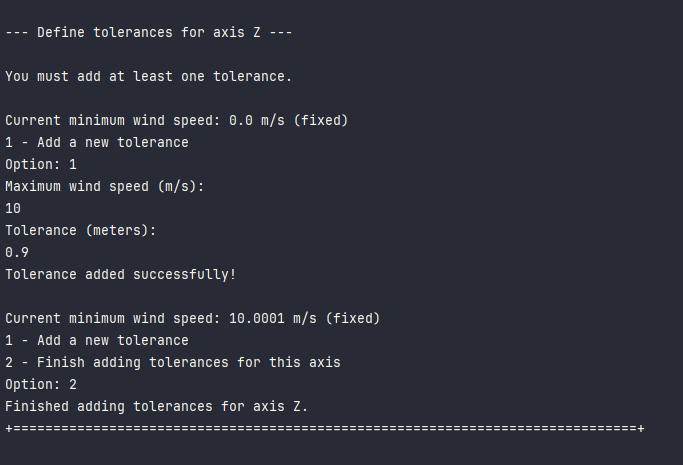 --- Define tolerances for axis Z ---
You must add at least one tolerance.
Current minimum wind speed: 0.0 m/s (fixed)
1 - Add a new tolerance
Option: 1
Maximum wind speed (m/s):
10
Tolerance (meters):
0.9
Tolerance added successfully!
Current minimum wind speed: 10.0001 m/s (fixed)
1 - Add a new tolerance
2 - Finish adding tolerances for this axis
Option: 2
Finished adding tolerances for axis Z.
+==============================================================================+